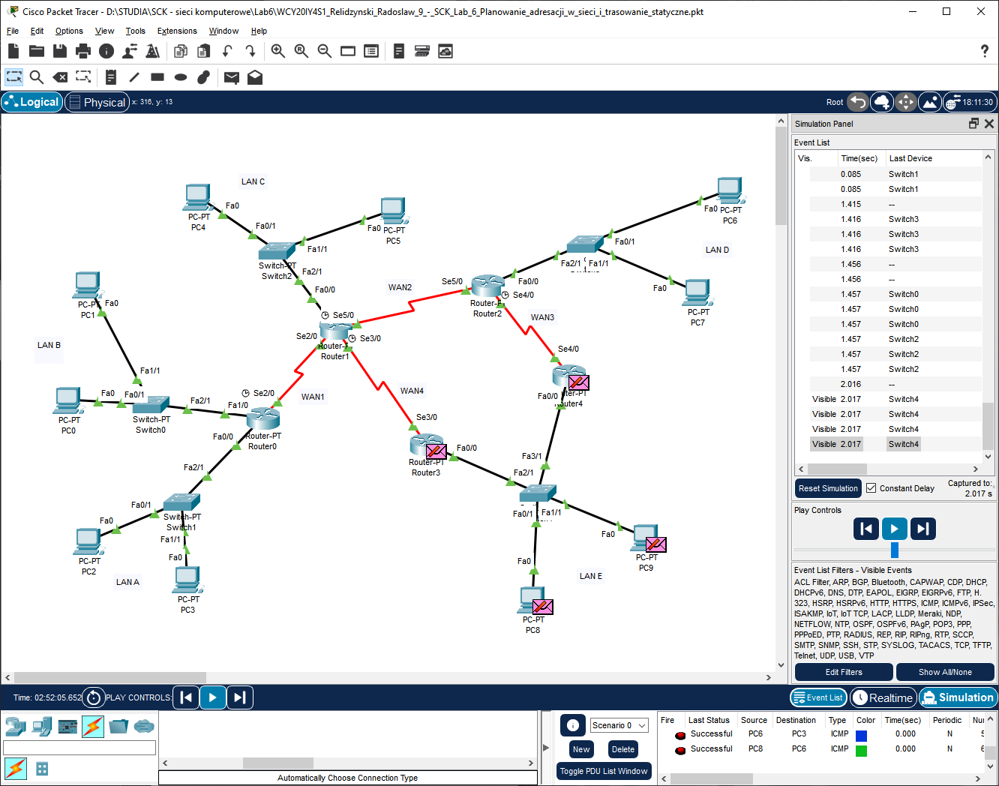 Cisco Packet Tracer - D:\STUDIA\SCK - sieci komputerowe\Lab6\WCY20IY4S1_Relidzynski_Radoslaw_9_-_SCK_Lab_6_Planowanie_adresacji_w_sieci_i_trasowanie_statyczne.pkt
File Edit Options View Tools Extensions Window Help
Logical Physical x: 316, y: 13 Root 18:11:30
Simulation Panel
Event List
Vis. Time(sec) Last Device
0.085 Switch1
0.085 Switch1
1.415 --
1.416 Switch3
1.416 Switch3
1.416 Switch3
1.456 --
1.456 --
1.457 Switch0
1.457 Switch0
1.457 Switch0
1.457 Switch2
1.457 Switch2
1.457 Switch2
2.016 --
Visible 2.017 Switch4
Visible 2.017 Switch4
Visible 2.017 Switch4
Visible 2.017 Switch4
Reset Simulation Constant Delay Captured to:
2.017 s
Play Controls
Event List Filters - Visible Events
ACL Filter, ARP, BGP, Bluetooth, CAPWAP, CDP, DHCP,
DHCPv6, DNS, DTP, EAPOL, EIGRP, EIGRPv6, FTP, H.
323, HSRP, HSRPv6, HTTP, HTTPS, ICMP, ICMPv6, IPSec,
ISAKMP, IoT, IoT TCP, LACP, LLDP, Meraki, NDP,
NETFLOW, NTP, OSPF, OSPFv6, PAgP, POP3, PPP,
PPPoED, PTP, RADIUS, REP, RIP, RIPng, RTP, SCCP,
SMTP, SNMP, SSH, STP, SYSLOG, TACACS, TCP, TFTP,
Telnet, UDP, USB, VTP
Edit Filters Show All/None
LAN C
PC-PT
PC4
Fa0
Fa0/1
PC-PT
PC5
Fa0
Fa1/1
Switch-PT
Switch2
Fa2/1
Fa0/0
PC-PT
PC6
Fa0
Fa0/1
LAN D
Fa2/1
Fa1/1
Fa0
PC-PT
PC7
Fa0/0
Se5/0
Se4/0
Router2
WAN2
WAN3
Se4/0
Fa0/0
PC-PT
PC1
Fa0
LAN B
Fa1/1
Fa0
Fa0/1
PC-PT
PC0
Switch-PT
Switch0
Fa2/1
Fa1/0
Se2/0
Fa0/0
Router-PT
Router0
WAN1
Se5/0
Se2/0
Se3/0
Router1
WAN4
Se3/0
Fa0/0
Router-PT
Router3
Fa2/1
Fa3/1
Fa0/1
Fa1/1
Fa0
PC-PT
PC9
Fa0
PC-PT
PC8
LAN E
Fa2/1
Fa0/1
Switch-PT
Switch1
Fa0
Fa1/1
Fa0
PC-PT
PC2
PC-PT
PC3
LAN A
Time: 02:52:05.652 PLAY CONTROLS: Event List Realtime Simulation
Automatically Choose Connection Type
Scenario 0
New Delete
Toggle PDU List Window
Fire Last Status Source Destination Type Color Time(sec) Periodic
Successful PC6 PC3 ICMP 0.000 N
Successful PC8 PC6 ICMP 0.000 N